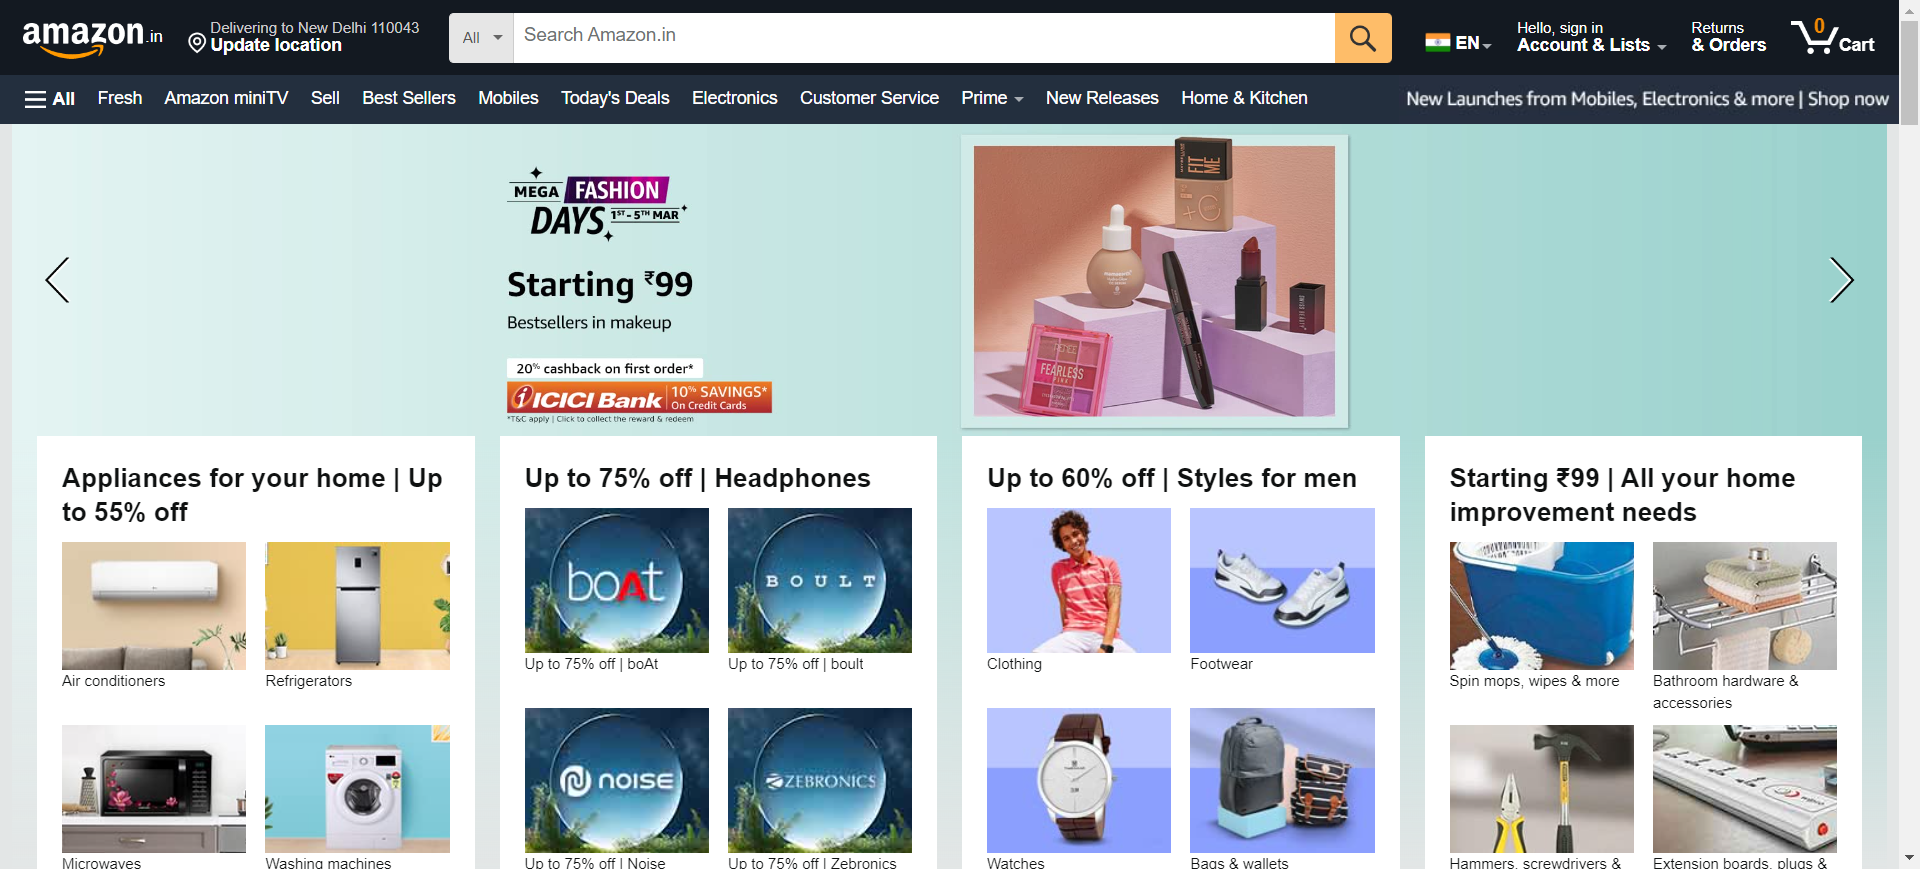 amazon.in
Delivering to New Delhi 110043
Update location
All
Search Amazon.in
EN
Hello, sign in
Account & Lists
Returns
& Orders
0
Cart
All
Fresh
Amazon miniTV
Sell
Best Sellers
Mobiles
Today's Deals
Electronics
Customer Service
Prime
New Releases
Home & Kitchen
New Launches from Mobiles, Electronics & more | Shop now
MEGA FASHION
DAYS 1ST - 5TH MAR
Starting ₹99
Bestsellers in makeup
20% cashback on first order*
ICICI Bank
10% SAVINGS*
On Credit Cards
*T&C apply | Click to collect the reward & redeem
FIT
ME
+C
FEARLESS
PINK
Appliances for your home | Up
to 55% off
Air conditioners
Refrigerators
Microwaves
Washing machines
Up to 75% off | Headphones
boAt
BOULT
Up to 75% off | boAt
Up to 75% off | boult
noise
ZEBRONICS
Up to 75% off | Noise
Up to 75% off | Zebronics
Up to 60% off | Styles for men
Clothing
Footwear
Watches
Bags & wallets
Starting ₹99 | All your home
improvement needs
Spin mops, wipes & more
Bathroom hardware &
accessories
Hammers, screwdrivers &
Extension boards, plugs &